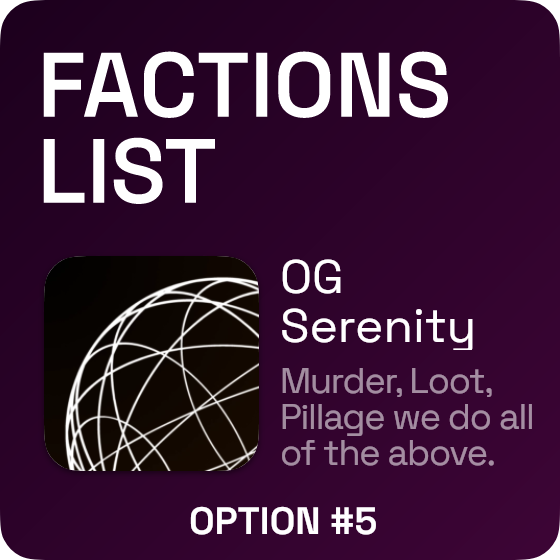 FACTIONS
LIST
OG
Serenity
Murder, Loot,
Pillage we do all
of the above.
OPTION #5